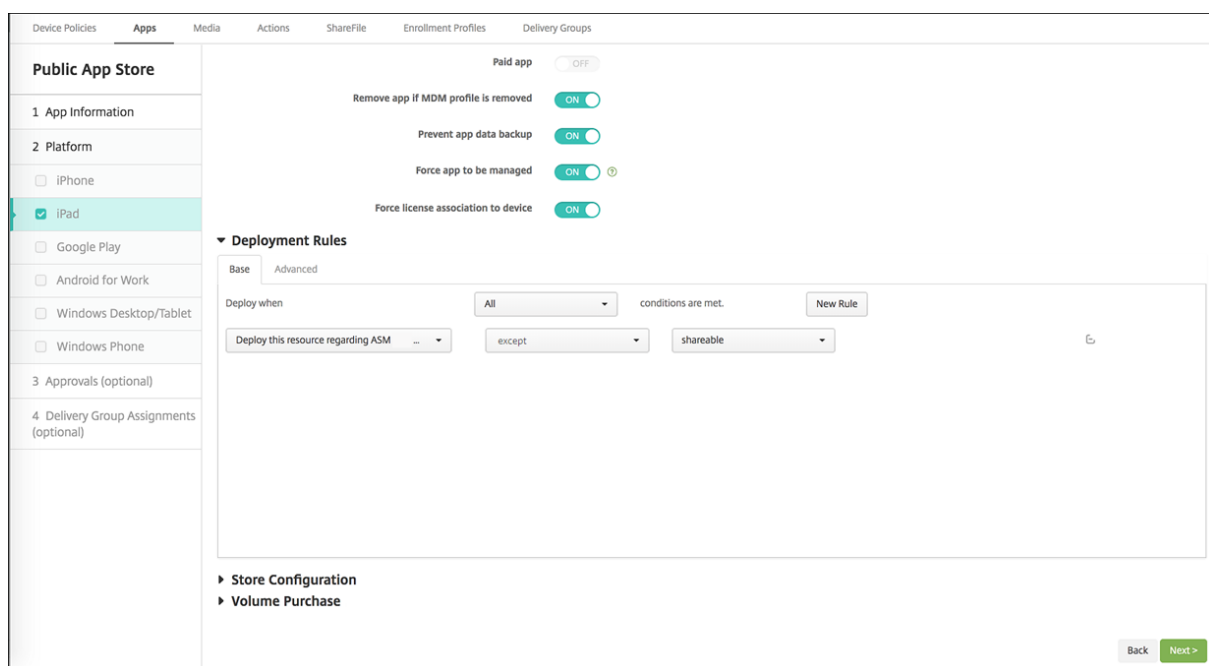 Device Policies Apps Media Actions ShareFile Enrollment Profiles Delivery Groups
Public App Store
1 App Information
2 Platform
iPhone
iPad
Google Play
Android for Work
Windows Desktop/Tablet
Windows Phone
3 Approvals (optional)
4 Delivery Group Assignments
(optional)
Paid app OFF
Remove app if MDM profile is removed ON
Prevent app data backup ON
Force app to be managed ON ?
Force license association to device ON
Deployment Rules
Base Advanced
Deploy when All conditions are met. New Rule
Deploy this resource regarding ASM ... except shareable
Store Configuration
Volume Purchase
Back Next >